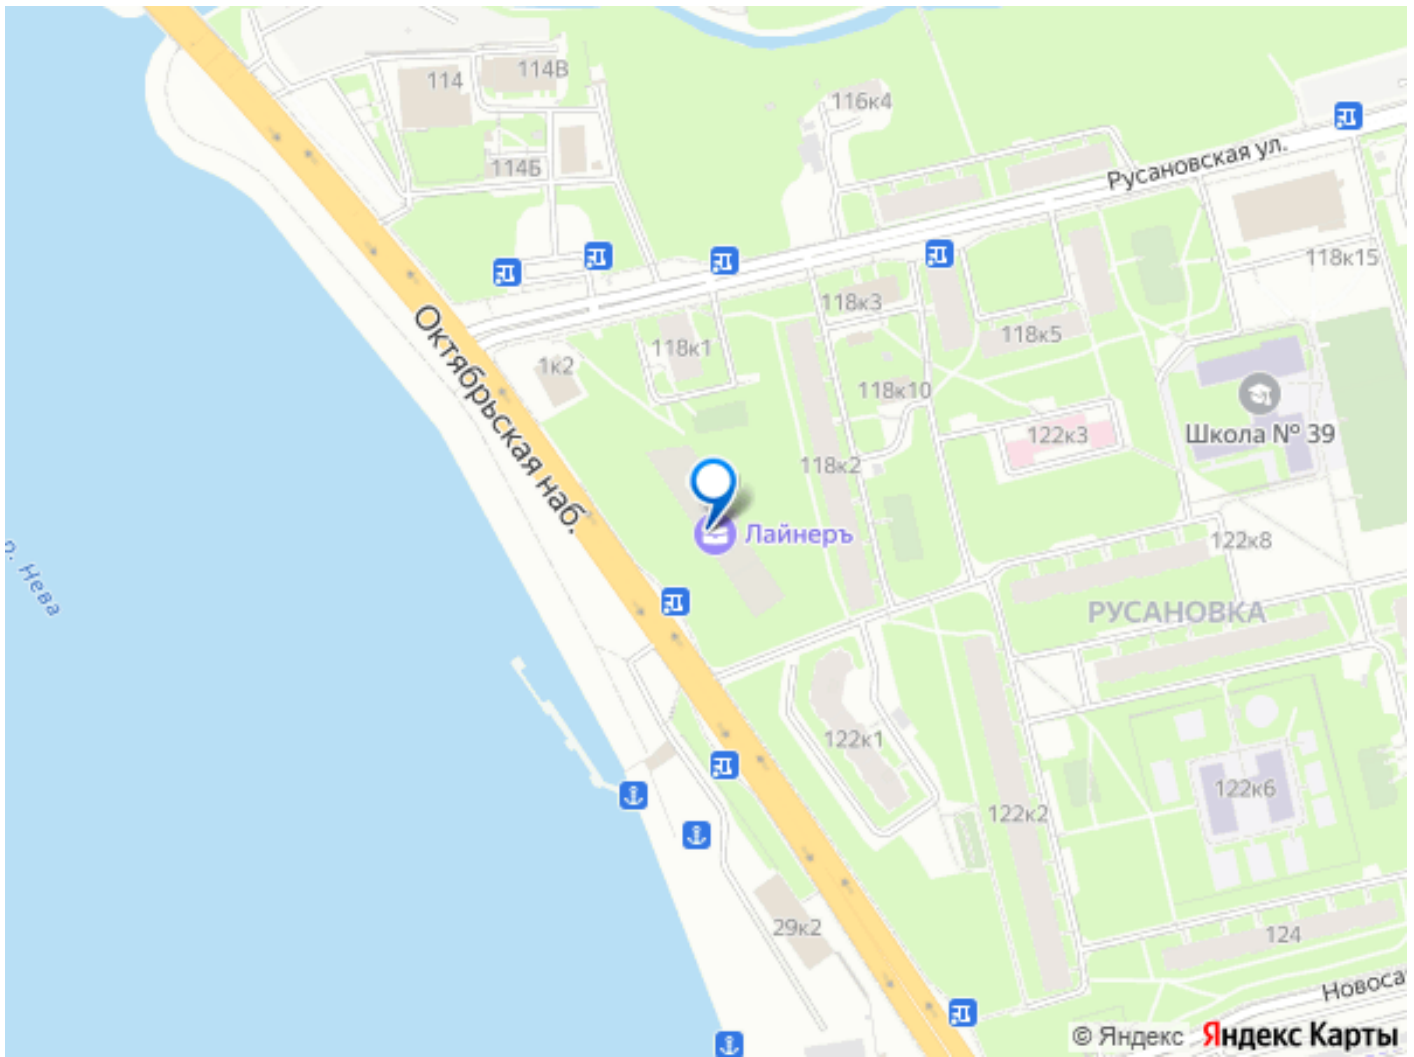 114
114В
116к4
114Б
Русановская ул.
118к15
118к3
118к5
118к1
1к2
118к10
Октябрьская наб.
122к3
Школа № 39
118к2
Лайнеръ
122к8
р. Нева
РУСАНОВКА
122к1
122к6
122к2
29к2
124
Новоса
© Яндекс Яндекс Карты